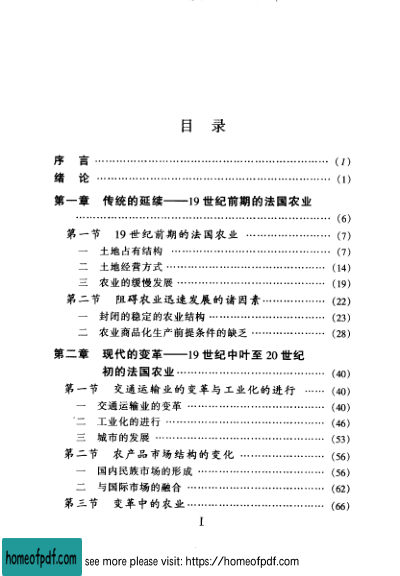 目 录
序 言 …………………………………………………… (1)
绪 论 …………………………………………………… (1)
第一章 传统的延续——19世纪前期的法国农业
…………………………………………………… (6)
第一节 19世纪前期的法国农业 ………………… (7)
一 土地占有结构 ………………………………… (7)
二 土地经营方式 ………………………………… (14)
三 农业的缓慢发展 ……………………………… (19)
第二节 阻碍农业迅速发展的诸因素 …………… (22)
一 封闭的稳定的农业结构 ……………………… (23)
二 农业商品化生产前提条件的缺乏 …………… (28)
第二章 现代的变革——19世纪中叶至20世纪
初的法国农业 …………………………………… (40)
第一节 交通运输业的变革与工业化的进行 …… (40)
一 交通运输业的变革 …………………………… (40)
二 工业化的进行 ………………………………… (46)
三 城市的发展 …………………………………… (53)
第二节 农产品市场结构的变化 ………………… (56)
一 国内民族市场的形成 ………………………… (56)
二 与国际市场的融合 …………………………… (62)
第三节 变革中的农业 …………………………… (66)
I
homeofpdf.com see more please visit: https://homeofpdf.com